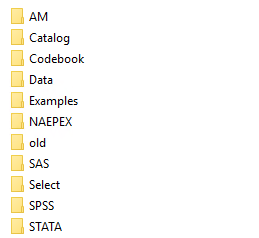 AM
Catalog
Codebook
Data
Examples
NAEPEX
old
SAS
Select
SPSS
STATA